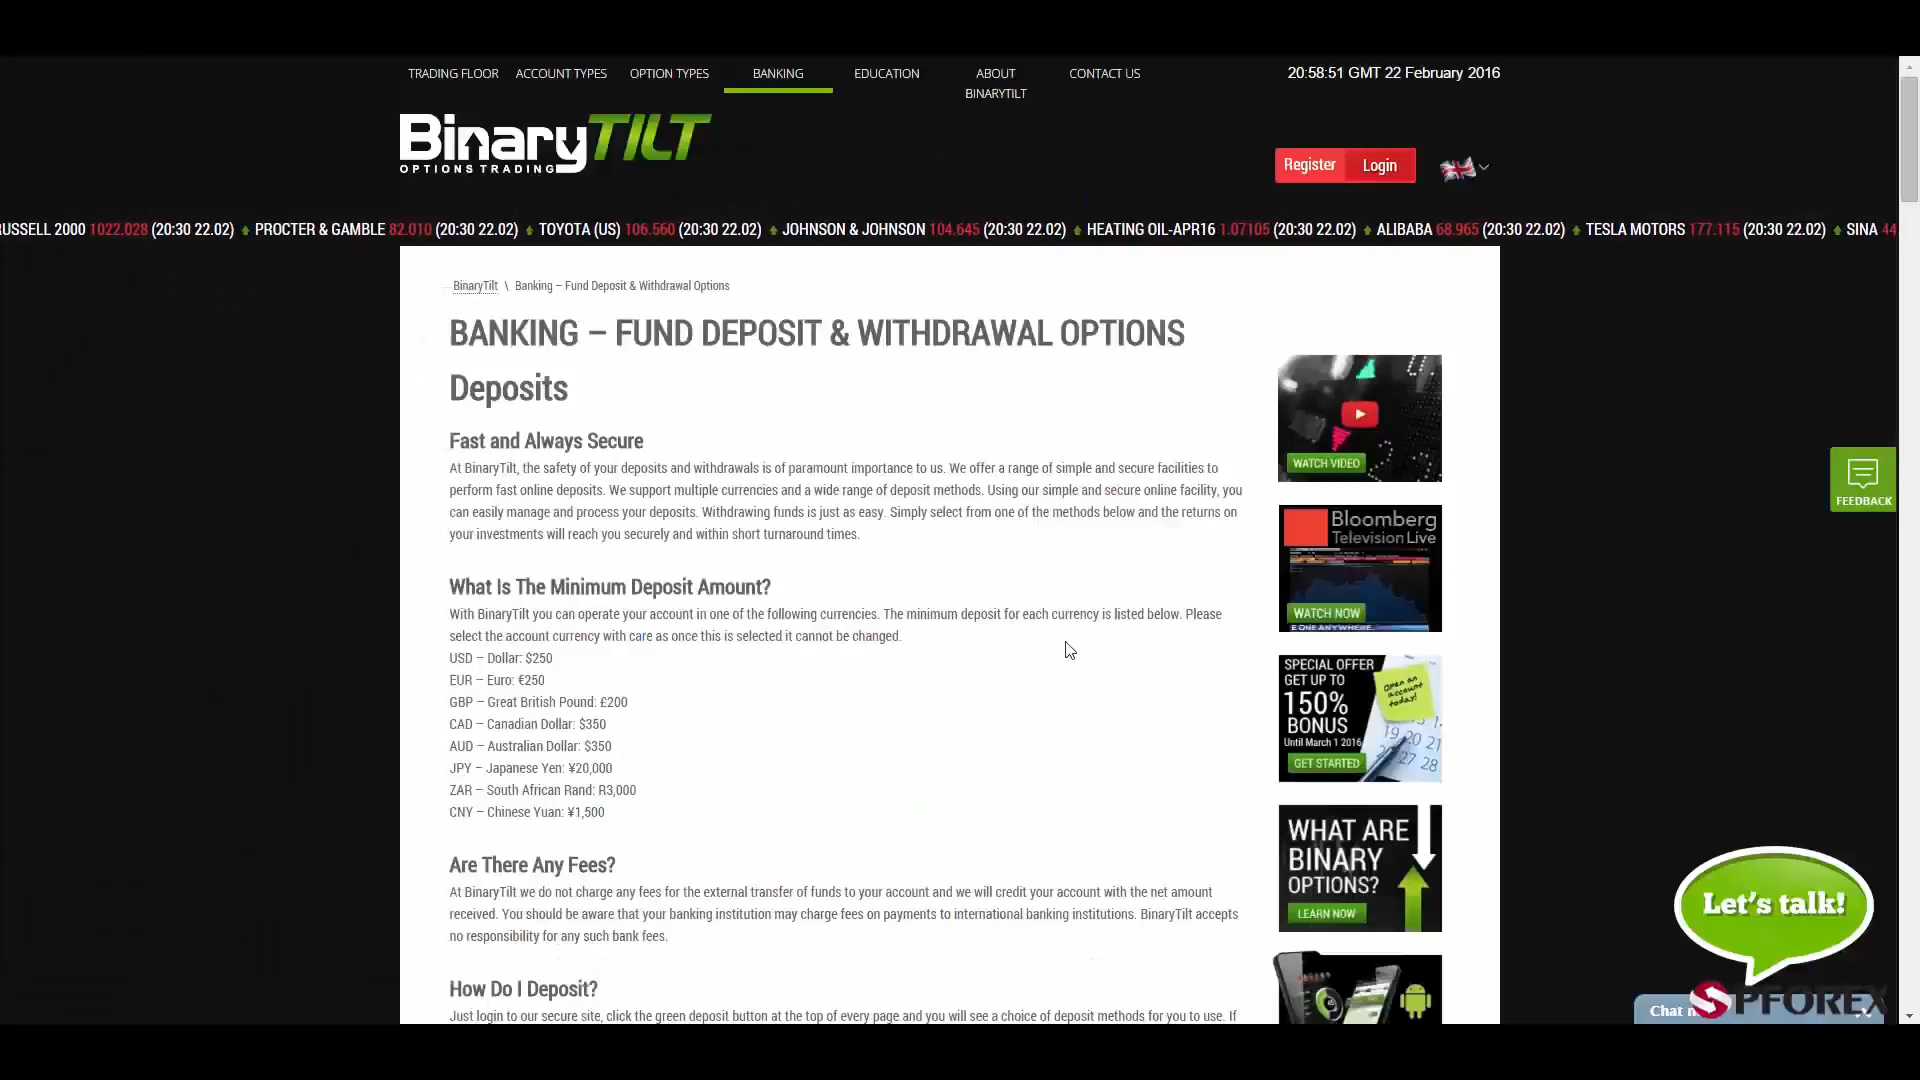 TRADING FLOOR ACCOUNT TYPES OPTION TYPES BANKING EDUCATION ABOUT BINARYTILT CONTACT US
20:58:51 GMT 22 February 2016
BinaryTILT
OPTIONS TRADING
Register Login
RUSSELL 2000 1022.028 (20:30 22.02) PROCTER & GAMBLE 82.010 (20:30 22.02) TOYOTA (US) 106.560 (20:30 22.02) JOHNSON & JOHNSON 104.645 (20:30 22.02) HEATING OIL-APR16 1.07105 (20:30 22.02) ALIBABA 68.965 (20:30 22.02) TESLA MOTORS 177.115 (20:30 22.02) SINA 44
BinaryTilt \ Banking – Fund Deposit & Withdrawal Options
BANKING – FUND DEPOSIT & WITHDRAWAL OPTIONS
Deposits
Fast and Always Secure
At BinaryTilt, the safety of your deposits and withdrawals is of paramount importance to us. We offer a range of simple and secure facilities to
perform fast online deposits. We support multiple currencies and a wide range of deposit methods. Using our simple and secure online facility, you
can easily manage and process your deposits. Withdrawing funds is just as easy. Simply select from one of the methods below and the returns on
your investments will reach you securely and within short turnaround times.
What Is The Minimum Deposit Amount?
With BinaryTilt you can operate your account in one of the following currencies. The minimum deposit for each currency is listed below. Please
select the account currency with care as once this is selected it cannot be changed.
USD – Dollar: $250
EUR – Euro: €250
GBP – Great British Pound: £200
CAD – Canadian Dollar: $350
AUD – Australian Dollar: $350
JPY – Japanese Yen: ¥20,000
ZAR – South African Rand: R3,000
CNY – Chinese Yuan: ¥1,500
Are There Any Fees?
At BinaryTilt we do not charge any fees for the external transfer of funds to your account and we will credit your account with the net amount
received. You should be aware that your banking institution may charge fees on payments to international banking institutions. BinaryTilt accepts
no responsibility for any such bank fees.
How Do I Deposit?
Just login to our secure site, click the green deposit button at the top of every page and you will see a choice of deposit methods for you to use. If
WATCH VIDEO
Bloomberg
Television Live
WATCH NOW
E ONE ANYWHERE
SPECIAL OFFER
GET UP TO
150%
BONUS
Until March 1 2016
GET STARTED
Open an
account
today!
19 20 21
27 28
WHAT ARE
BINARY
OPTIONS?
LEARN NOW
FEEDBACK
Let's talk!
Chat
SPFOREX